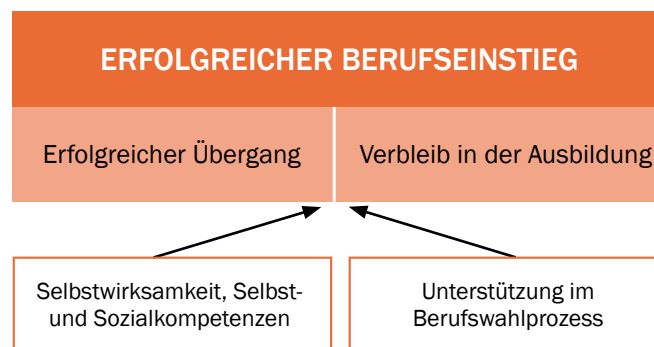 ERFOLGREICHER BERUFSEINSTIEG
Erfolgreicher Übergang
Verbleib in der Ausbildung
Selbstwirksamkeit, Selbst-
und Sozialkompetenzen
Unterstützung im
Berufswahlprozess